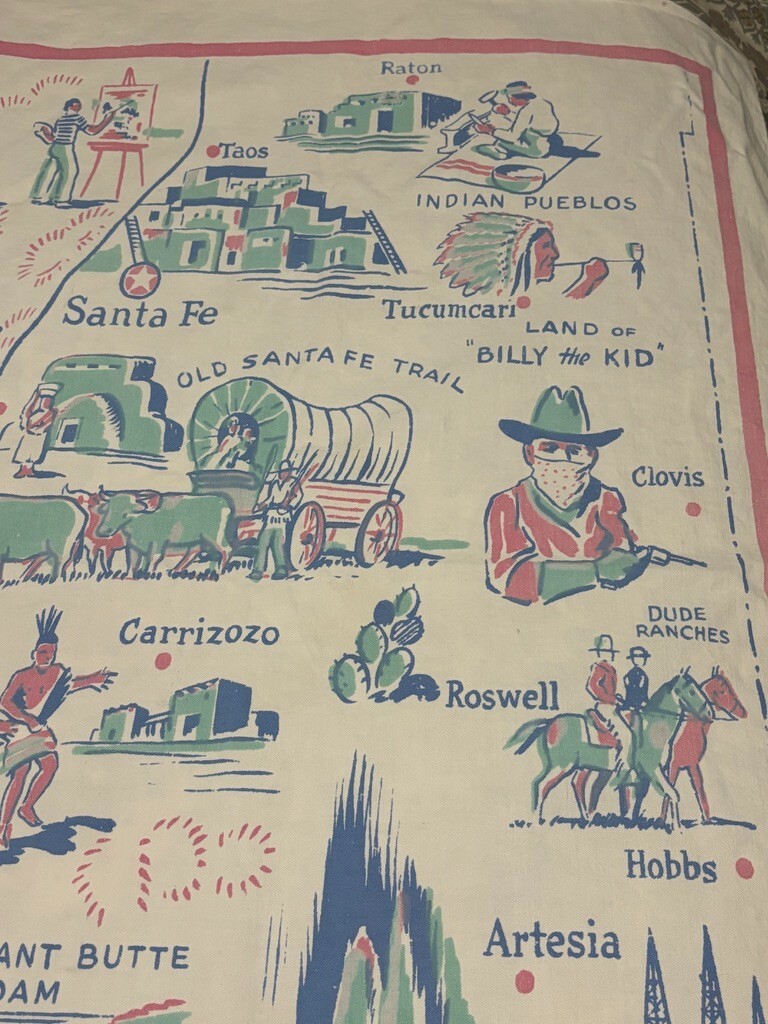 Raton
Taos
INDIAN PUEBLOS
Santa Fe
Tucumcari
LAND OF
"BILLY the KID"
OLD SANTA FE TRAIL
Clovis
DUDE
RANCHES
Carrizozo
Roswell
Hobbs
Artesia
ANT BUTTE
DAM